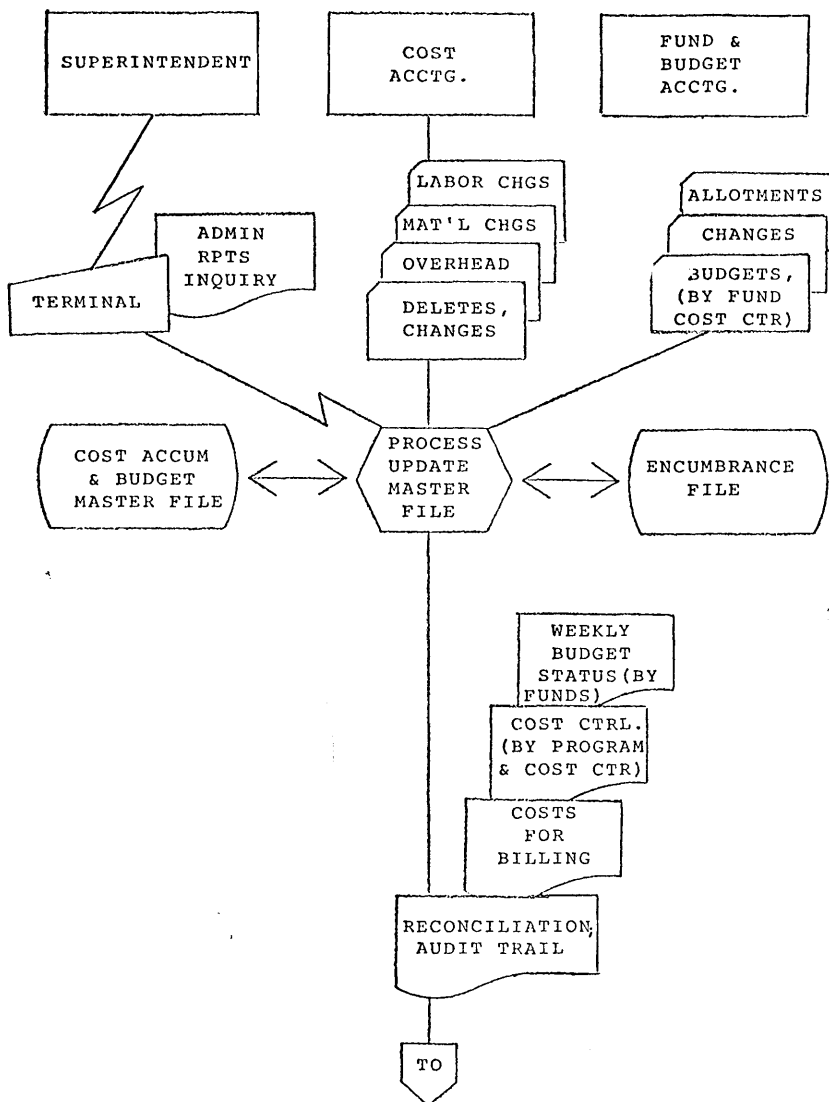 SUPERINTENDENT
COST
ACCTG.
FUND &
BUDGET
ACCTG.
LABOR CHGS
MAT'L CHGS
OVERHEAD
DELETES,
CHANGES
ALLOTMENTS
CHANGES
BUDGETS,
(BY FUND
COST CTR)
ADMIN
RPTS
INQUIRY
TERMINAL
COST ACCUM
& BUDGET
MASTER FILE
PROCESS
UPDATE
MASTER
FILE
ENCUMBRANCE
FILE
WEEKLY
BUDGET
STATUS(BY
FUNDS)
COST CTRL.
(BY PROGRAM
& COST CTR)
COSTS
FOR
BILLING
RECONCILIATION,
AUDIT TRAIL
TO